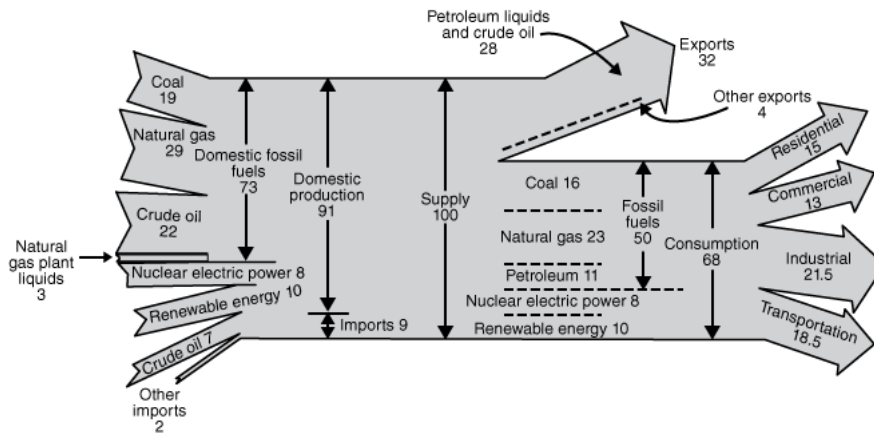 Petroleum liquids
and crude oil
28
Exports
32
Other exports
4
Coal
19
Natural gas
29
Domestic fossil
fuels
73
Domestic
production
91
Supply
100
Crude oil
22
Natural
gas plant
liquids
3
Nuclear electric power 8
Renewable energy 10
Imports 9
Crude oil 7
Other
imports
2
Coal 16
Natural gas 23
Petroleum 11
Nuclear electric power 8
Renewable energy 10
Fossil
fuels
50
Consumption
68
Residential
15
Commercial
13
Industrial
21.5
Transportation
18.5